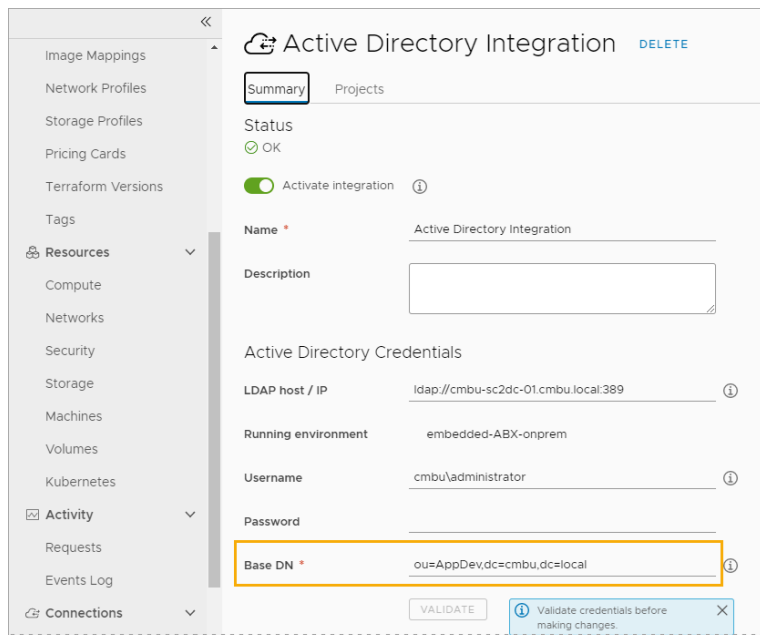 Image Mappings
Network Profiles
Storage Profiles
Pricing Cards
Terraform Versions
Tags
Resources
Compute
Networks
Security
Storage
Machines
Volumes
Kubernetes
Activity
Requests
Events Log
Connections
Active Directory Integration DELETE
Summary Projects
Status
OK
Activate integration
Name * Active Directory Integration
Description
Active Directory Credentials
LDAP host / IP ldap://cmbu-sc2dc-01.cmbu.local:389
Running environment embedded-ABX-onprem
Username cmbu\administrator
Password
Base DN * ou=AppDev,dc=cmbu,dc=local
VALIDATE
Validate credentials before
making changes.